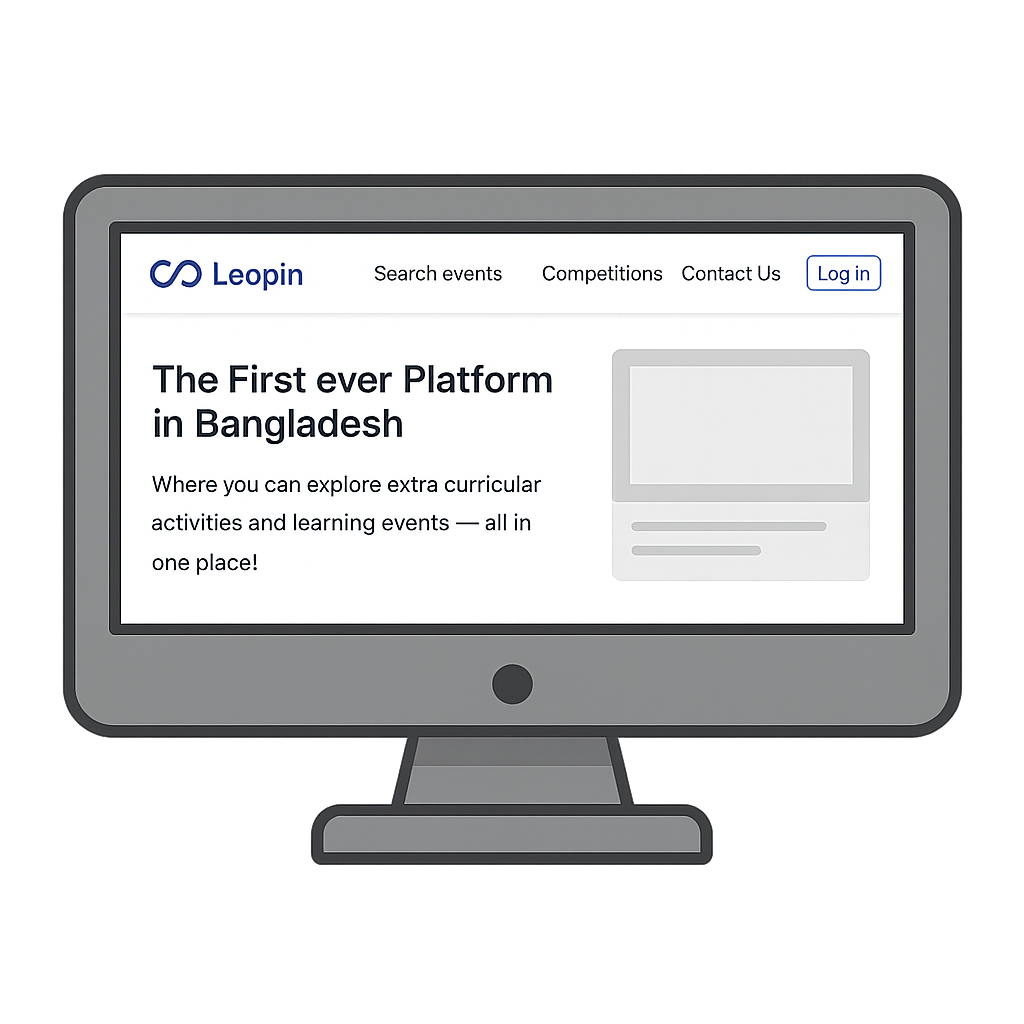 Leopin
Search events
Competitions
Contact Us
Log in
The First ever Platform
in Bangladesh
Where you can explore extra curricular
activities and learning events — all in
one place!